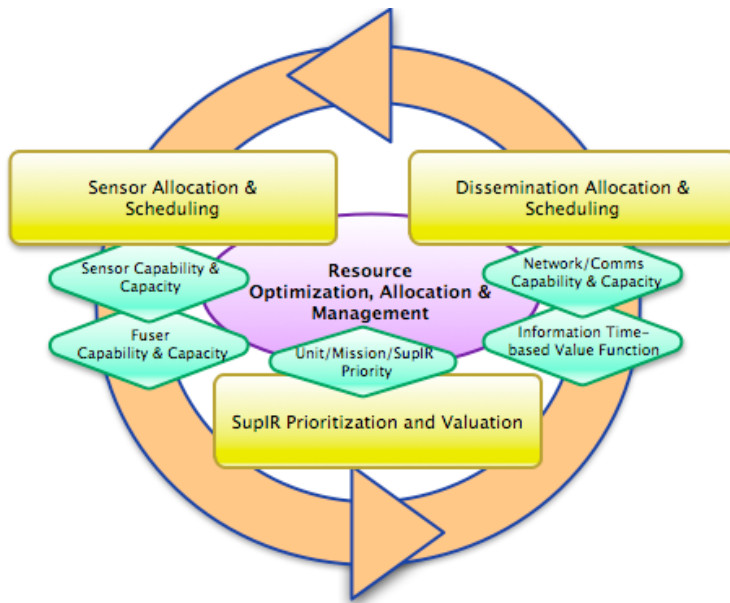 Sensor Allocation &
Scheduling
Dissemination Allocation &
Scheduling
Sensor Capability &
Capacity
Fuser
Capability & Capacity
Resource
Optimization, Allocation &
Management
Network/Comms
Capability & Capacity
Information Time-
based Value Function
Unit/Mission/SupIR
Priority
SupIR Prioritization and Valuation